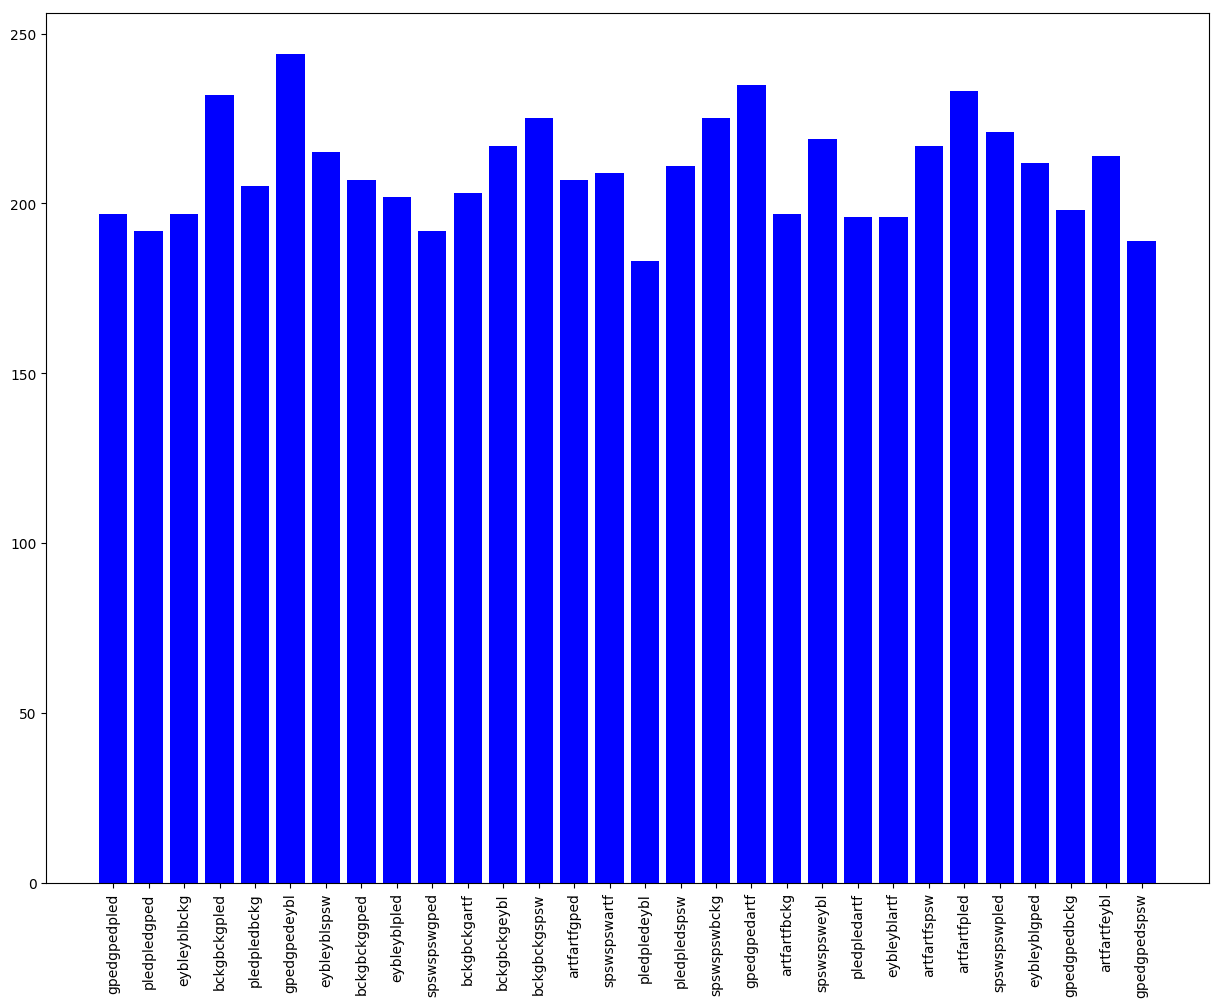 250
200
150
100
50
0
gpedgpedpled
pledpledgped
eybleyblbckg
bckgbckgpled
pledpledbckg
gpedgpedeybl
eybleyblspsw
bckgbckggped
eybleyblpled
spswspswgped
bckgbckgartf
bckgbckgeybl
bckgbckgspsw
artfartfgped
spswspswartf
pledpledeybl
pledpledspsw
spswspswbckg
gpedgpedartf
artfartfbckg
spswspsweybl
pledpledartf
eybleyblartf
artfartfspsw
artfartfpled
spswspswpled
eybleyblgped
gpedgpedbckg
artfartfeybl
gpedgpedspsw